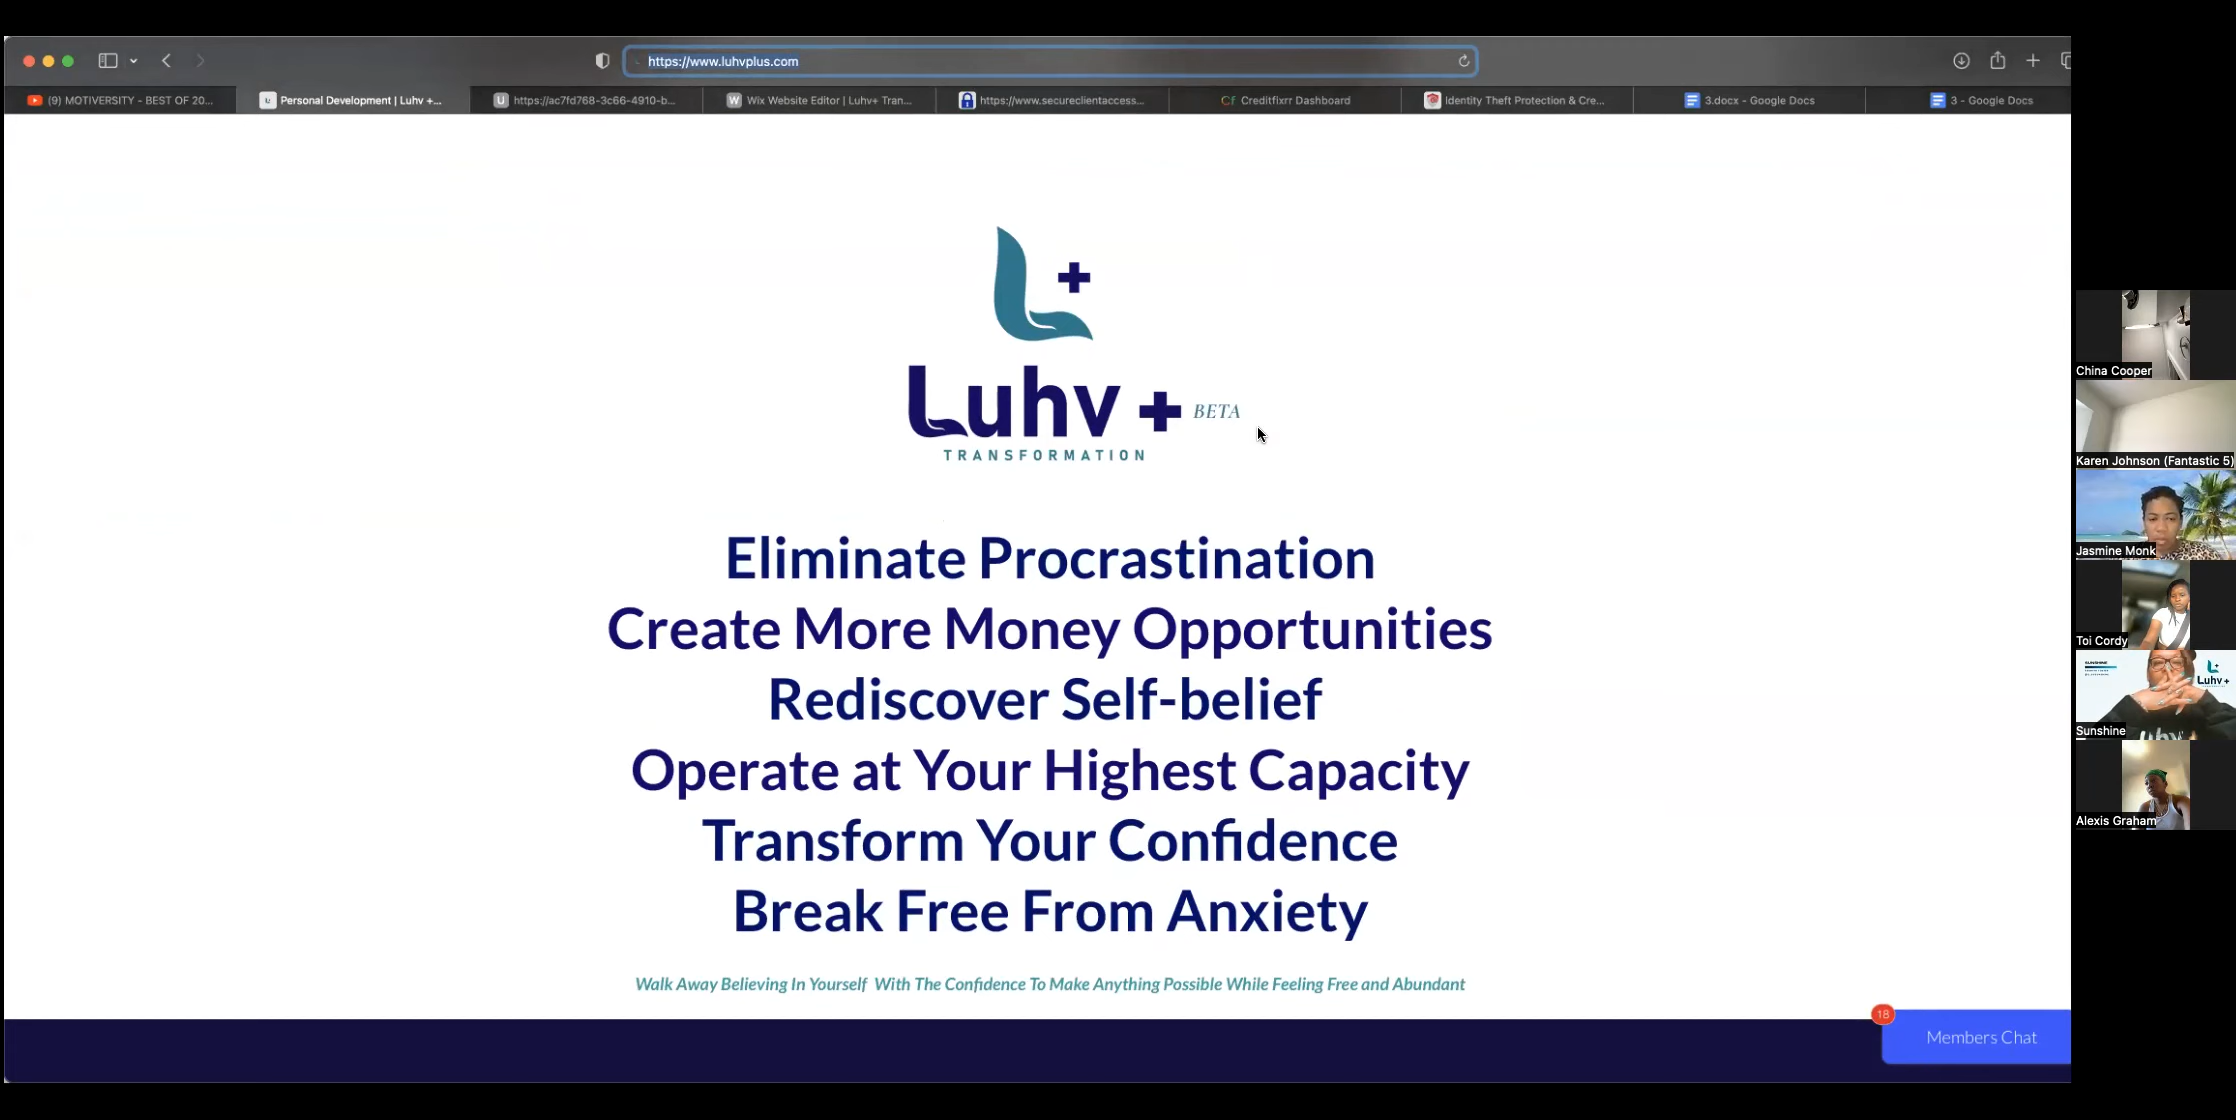 https://www.luhvplus.com
(9) MOTIVERSITY - BEST OF 20...
Personal Development | Luhv +...
https://ac7fd768-3c66-4910-b...
Wix Website Editor | Luhv+ Tran...
https://www.secureclientaccess...
Creditfixrr Dashboard
Identity Theft Protection & Cre...
3.docx - Google Docs
3 - Google Docs
L+
Luhv + BETA
TRANSFORMATION
Eliminate Procrastination
Create More Money Opportunities
Rediscover Self-belief
Operate at Your Highest Capacity
Transform Your Confidence
Break Free From Anxiety
Walk Away Believing In Yourself With The Confidence To Make Anything Possible While Feeling Free and Abundant
18
Members Chat
China Cooper
Karen Johnson (Fantastic 5)
Jasmine Monk
Toi Cordy
SUNSHINE
Luhv+
Sunshine
Alexis Graham